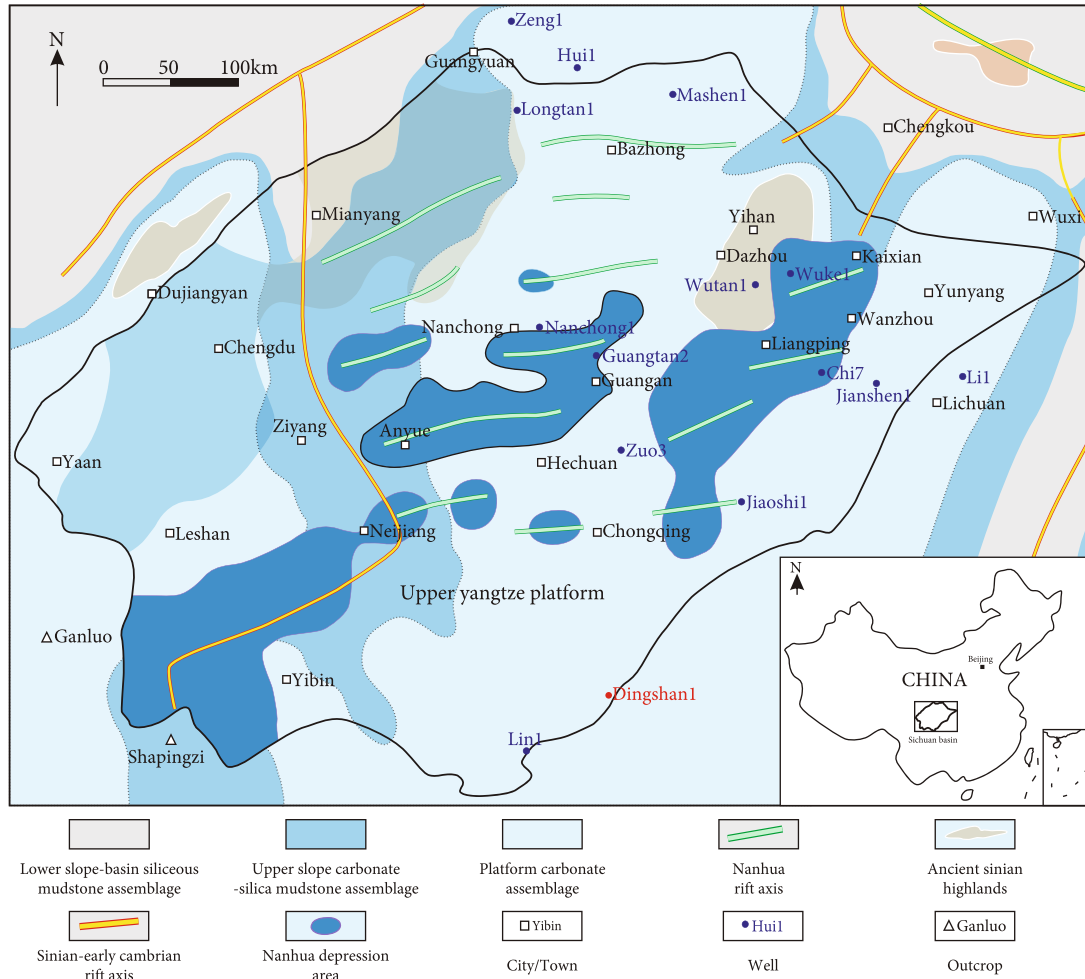 Zeng1
N
Hui1
Guangyuan
0 50 100km
Mashen1
Longtan1
Chengkou
Bazhong
Mianyang
Yihan
Wuxi
Dazhou
Kaixian
Wuke1
Wutan1
Dujiangyan
Yunyang
Wanzhou
Nanchong
Nanchong1
Chengdu
Liangping
Guangtan2
Guangan
Chi7
Li1
Jianshen1
Lichuan
Ziyang
Anyue
Zuo3
Yaan
Hechuan
Jiaoshi1
Leshan
Neijiang
Chongqing
N
Upper yangtze platform
Ganluo
Beijing
CHINA
Yibin
Dingshan1
Sichuan basin
Lin1
Shapingzi
Lower slope-basin siliceous
mudstone assemblage
Upper slope carbonate
-silica mudstone assemblage
Platform carbonate
assemblage
Nanhua
rift axis
Ancient sinian
highlands
Yibin
Hui1
Ganluo
Sinian-early cambrian
rift axis
Nanhua depression
area
City/Town
Well
Outcrop